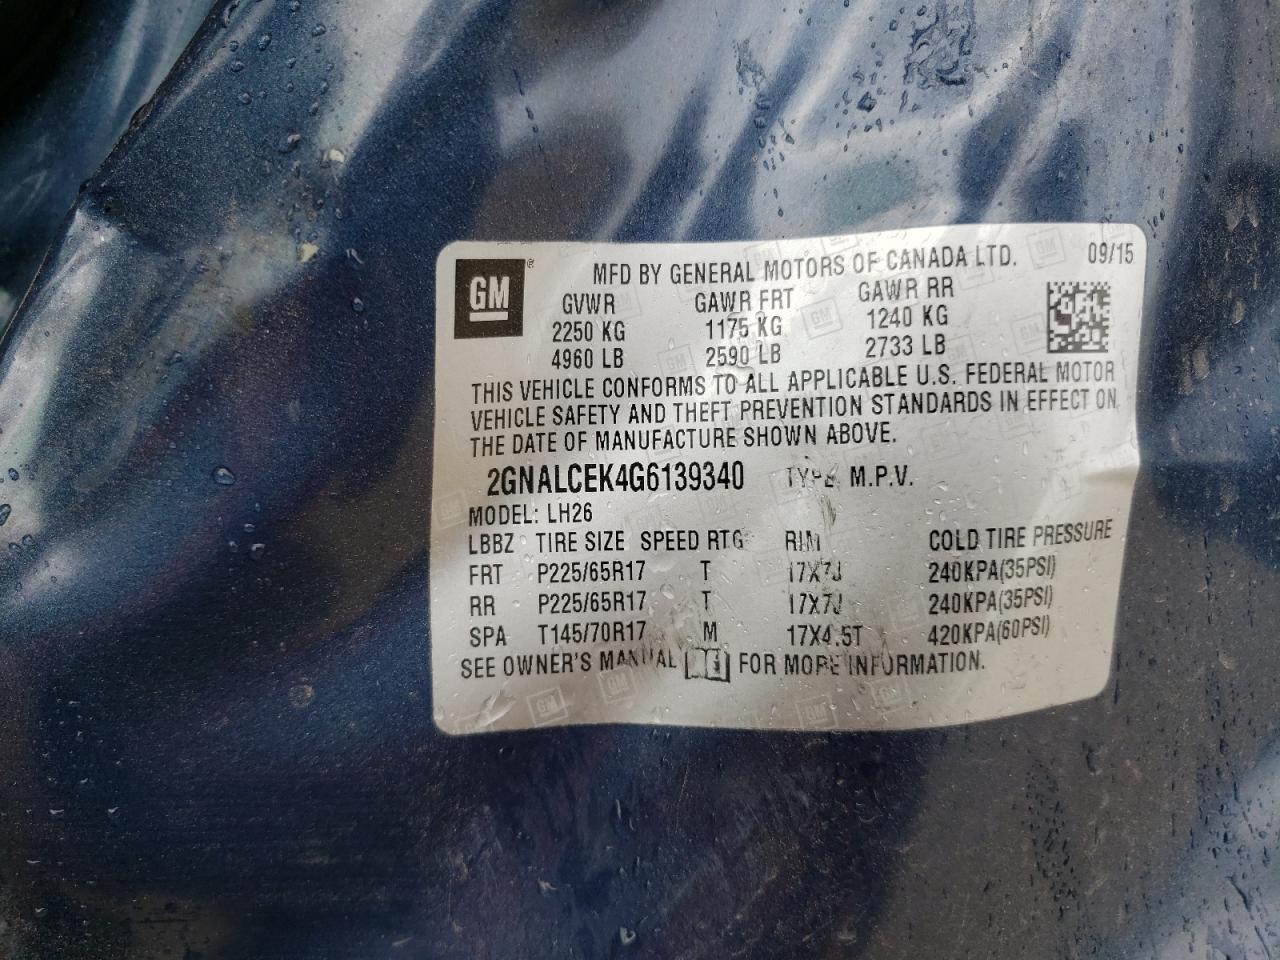 GM
MFD BY GENERAL MOTORS OF CANADA LTD. 09/15
GVWR GAWR FRT GAWR RR
2250 KG 1175 KG 1240 KG
4960 LB 2590 LB 2733 LB
THIS VEHICLE CONFORMS TO ALL APPLICABLE U.S. FEDERAL MOTOR
VEHICLE SAFETY AND THEFT PREVENTION STANDARDS IN EFFECT ON
THE DATE OF MANUFACTURE SHOWN ABOVE.
2GNALCEK4G6139340 TYPE: M.P.V.
MODEL: LH26
LBBZ TIRE SIZE SPEED RTG RIM COLD TIRE PRESSURE
FRT P225/65R17 T 17X7J 240KPA(35PSI)
RR P225/65R17 T 17X7J 240KPA(35PSI)
SPA T145/70R17 M 17X4.5T 420KPA(60PSI)
SEE OWNER'S MANUAL FOR MORE INFORMATION.